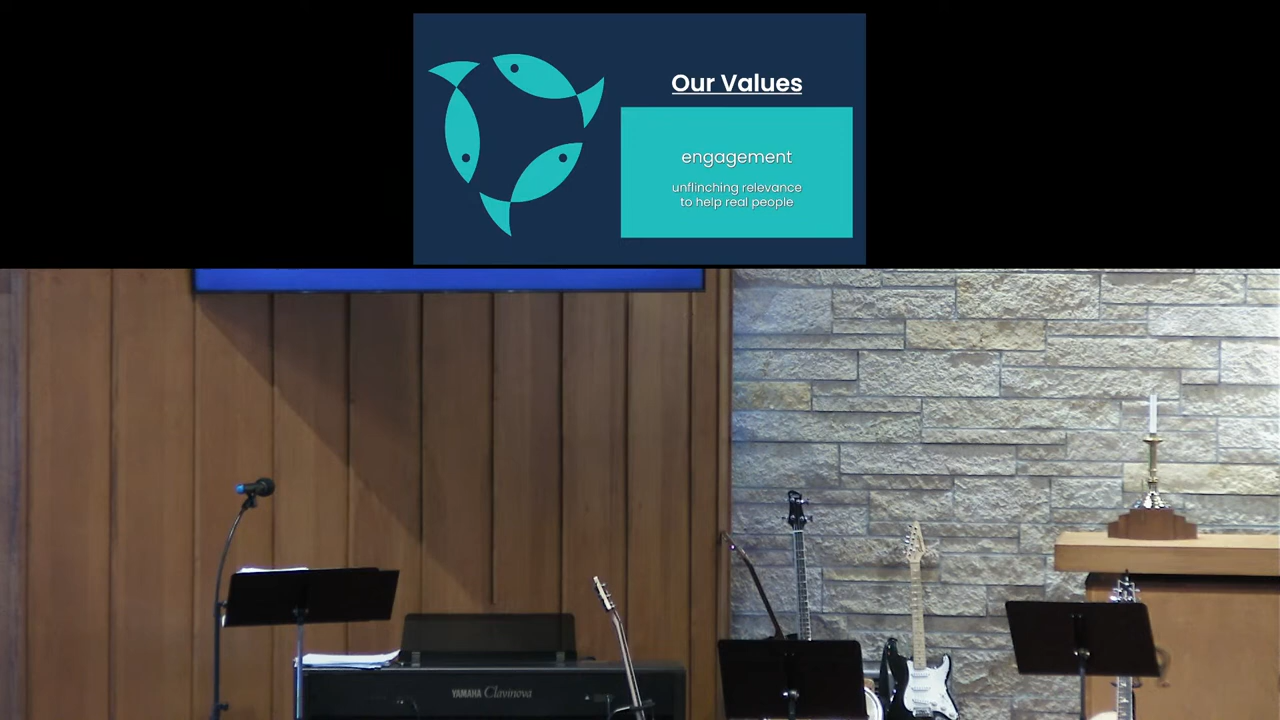 Our Values
engagement
unflinching relevance
to help real people
YAMAHA Clavinova